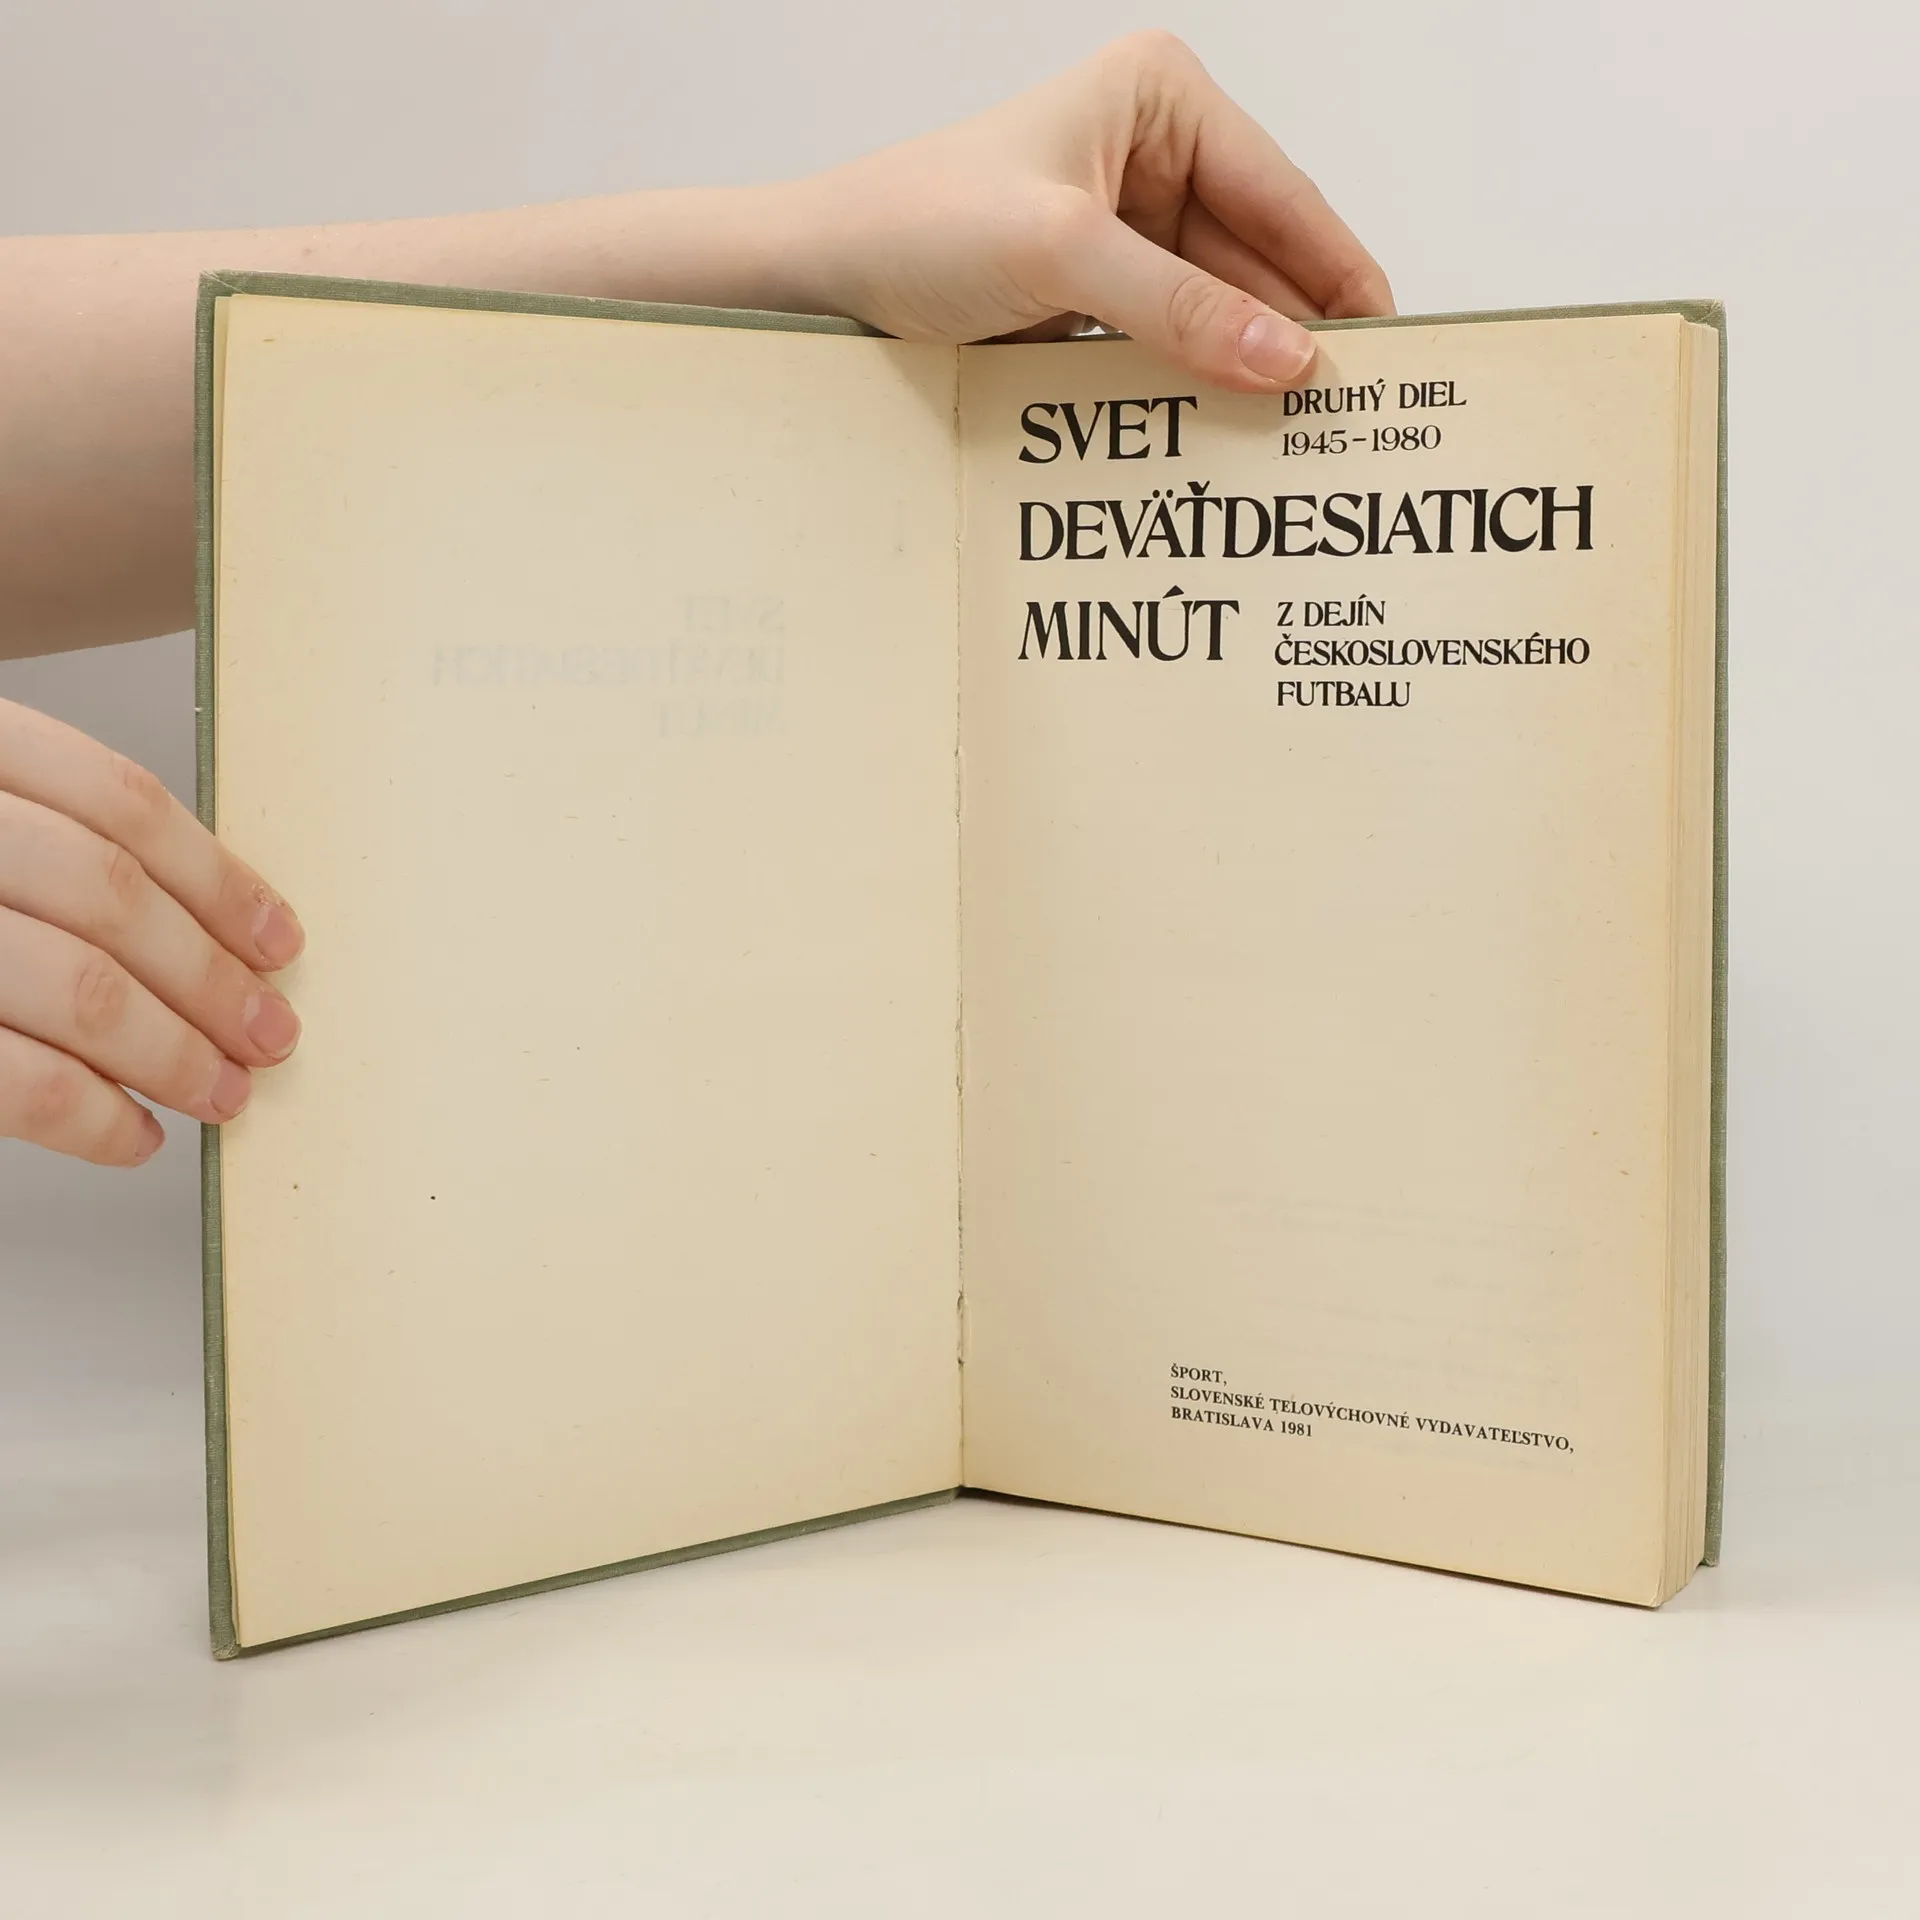 SVET
DRUHÝ DIEL
1945–1980
DEVÄŤDESIATICH
MINÚT
Z DEJÍN
ČESKOSLOVENSKÉHO
FUTBALU
ŠPORT,
SLOVENSKÉ TELOVÝCHOVNÉ VYDAVATEĽSTVO,
BRATISLAVA 1981